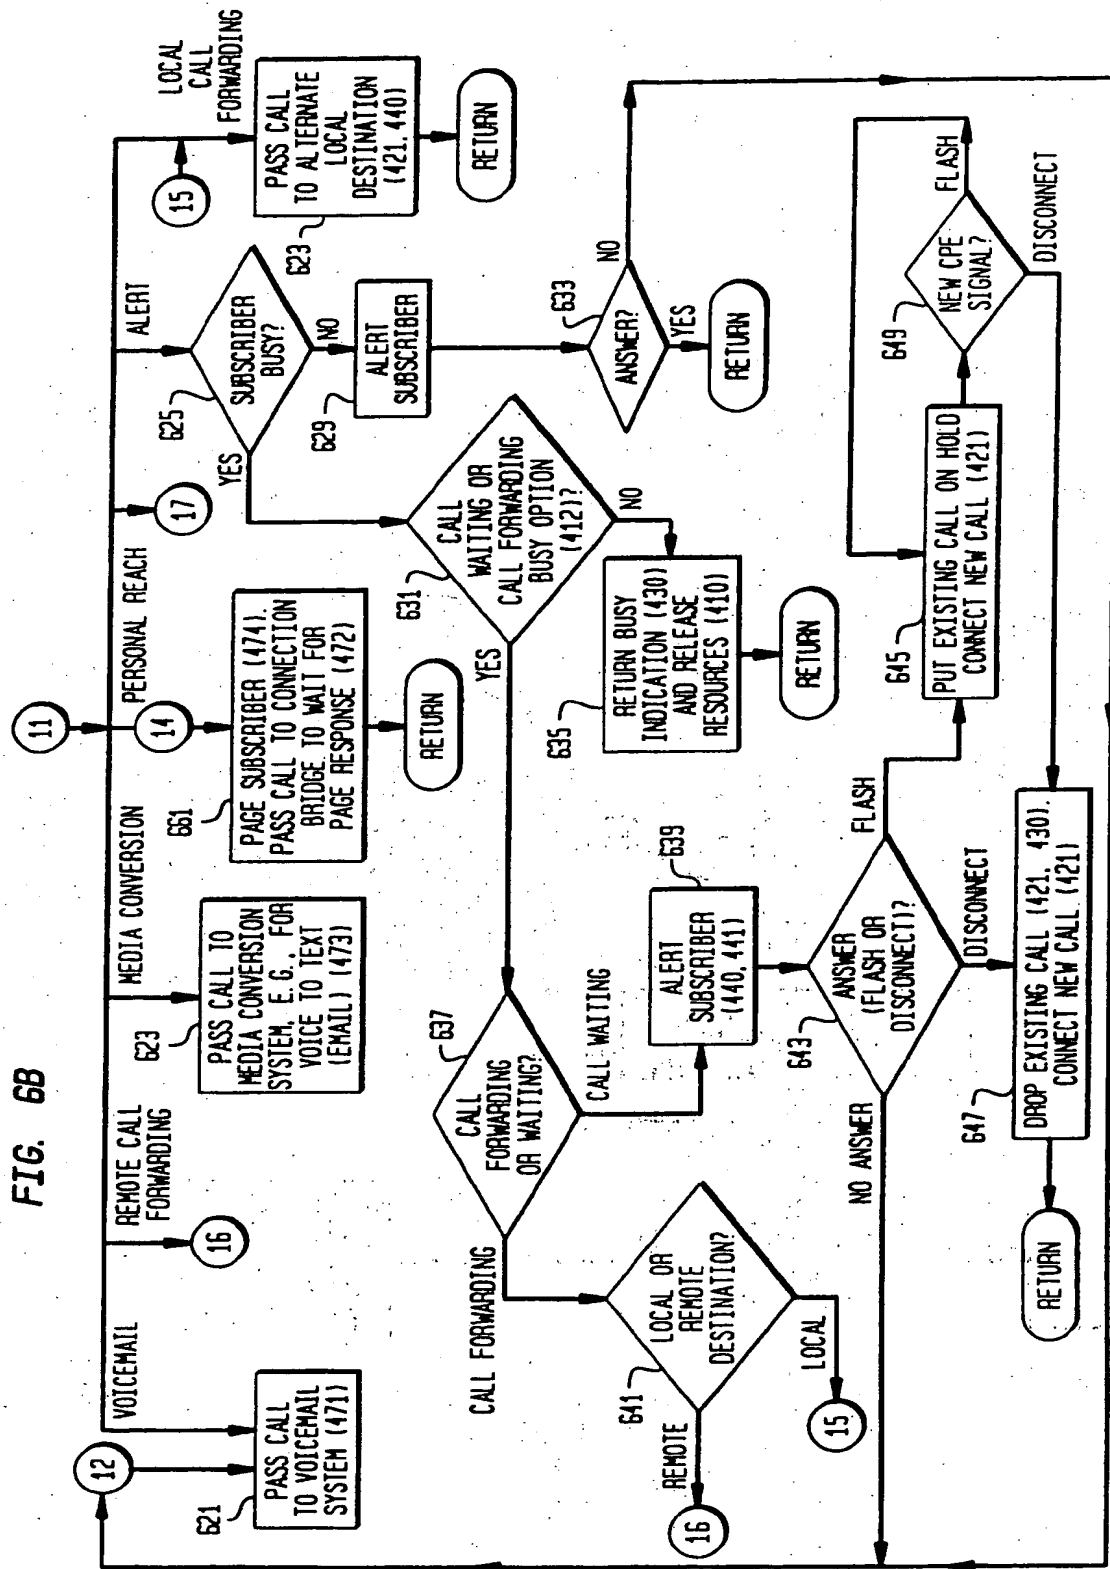 FIG. 6B
11
12
VOICEMAIL
621
PASS CALL
TO VOICEMAIL
SYSTEM (471)
REMOTE CALL
FORWARDING
16
MEDIA CONVERSION
623
PASS CALL TO
MEDIA CONVERSION
SYSTEM, E.G., FOR
VOICE TO TEXT
(EMAIL) (473)
PERSONAL REACH
14
661
PAGE SUBSCRIBER (474).
PASS CALL TO CONNECTION
BRIDGE TO WAIT FOR
PAGE RESPONSE (472)
RETURN
17
ALERT
625
SUBSCRIBER
BUSY?
YES
NO
629
ALERT
SUBSCRIBER
LOCAL
CALL
FORWARDING
15
623
PASS CALL
TO ALTERNATE
LOCAL
DESTINATION
(421, 440)
RETURN
631
CALL
WAITING OR
CALL FORWARDING
BUSY OPTION
(412)?
YES
NO
633
ANSWER?
NO
YES
RETURN
635
RETURN BUSY
INDICATION (430)
AND RELEASE
RESOURCES (410)
RETURN
637
CALL
FORWARDING
OR WAITING?
CALL FORWARDING
CALL WAITING
639
ALERT
SUBSCRIBER
(440, 441)
641
LOCAL OR
REMOTE
DESTINATION?
REMOTE
16
LOCAL
15
643
ANSWER
(FLASH OR
DISCONNECT)?
NO ANSWER
FLASH
DISCONNECT
645
PUT EXISTING CALL ON HOLD
CONNECT NEW CALL (421)
649
NEW CPE
SIGNAL?
FLASH
DISCONNECT
647
DROP EXISTING CALL (421, 430).
CONNECT NEW CALL (421)
RETURN